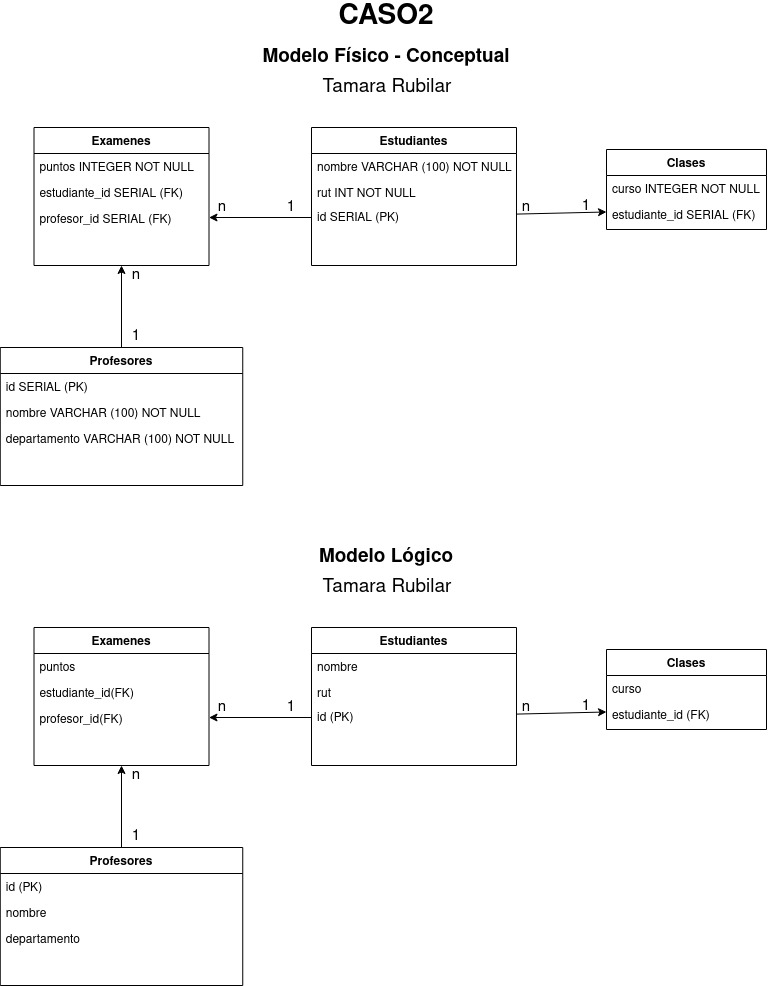 CASO2
Modelo Físico - Conceptual
Tamara Rubilar
Examenes
puntos INTEGER NOT NULL
estudiante_id SERIAL (FK)
profesor_id SERIAL (FK)
n
1
Estudiantes
nombre VARCHAR (100) NOT NULL
rut INT NOT NULL
id SERIAL (PK)
n
1
Clases
curso INTEGER NOT NULL
estudiante_id SERIAL (FK)
n
1
Profesores
id SERIAL (PK)
nombre VARCHAR (100) NOT NULL
departamento VARCHAR (100) NOT NULL
Modelo Lógico
Tamara Rubilar
Examenes
puntos
estudiante_id(FK)
profesor_id(FK)
n
1
Estudiantes
nombre
rut
id (PK)
n
1
Clases
curso
estudiante_id (FK)
n
1
Profesores
id (PK)
nombre
departamento